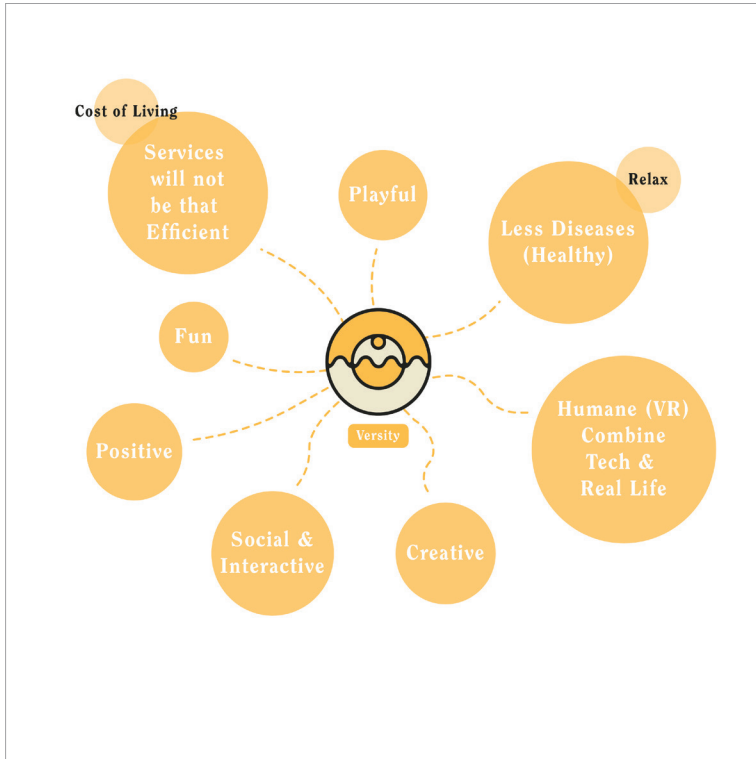 Cost of Living
Services
will not
be that
Efficient
Playful
Relax
Less Diseases
(Healthy)
Fun
Humane (VR)
Combine
Tech &
Real Life
Versity
Positive
Social &
Interactive
Creative